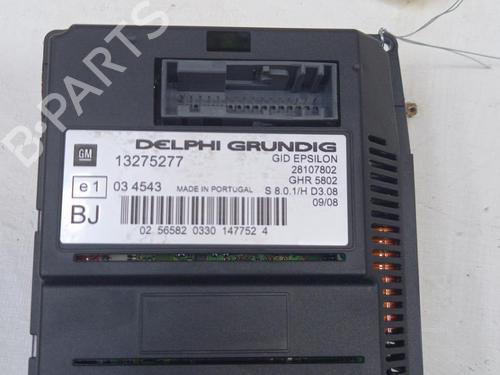 B-PARTS
DELPHI GRUNDIG
GM
13275277
GID EPSILON
28107802
GHR 5802
e1
03 4543
MADE IN PORTUGAL
S 8.0.1/H D3.08
09/08
BJ
02 56582 0330 147752 4